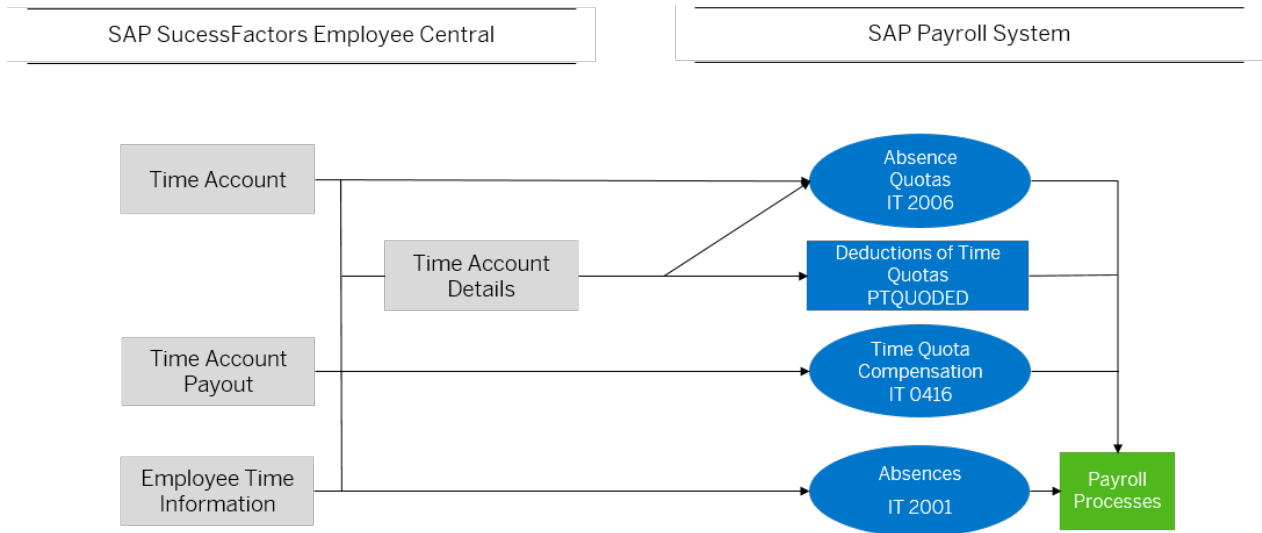 SAP SucessFactors Employee Central
SAP Payroll System
Time Account
Absence
Quotas
IT 2006
Time Account
Details
Deductions of Time
Quotas
PTQUODED
Time Account
Payout
Time Quota
Compensation
IT 0416
Employee Time
Information
Absences
IT 2001
Payroll
Processes